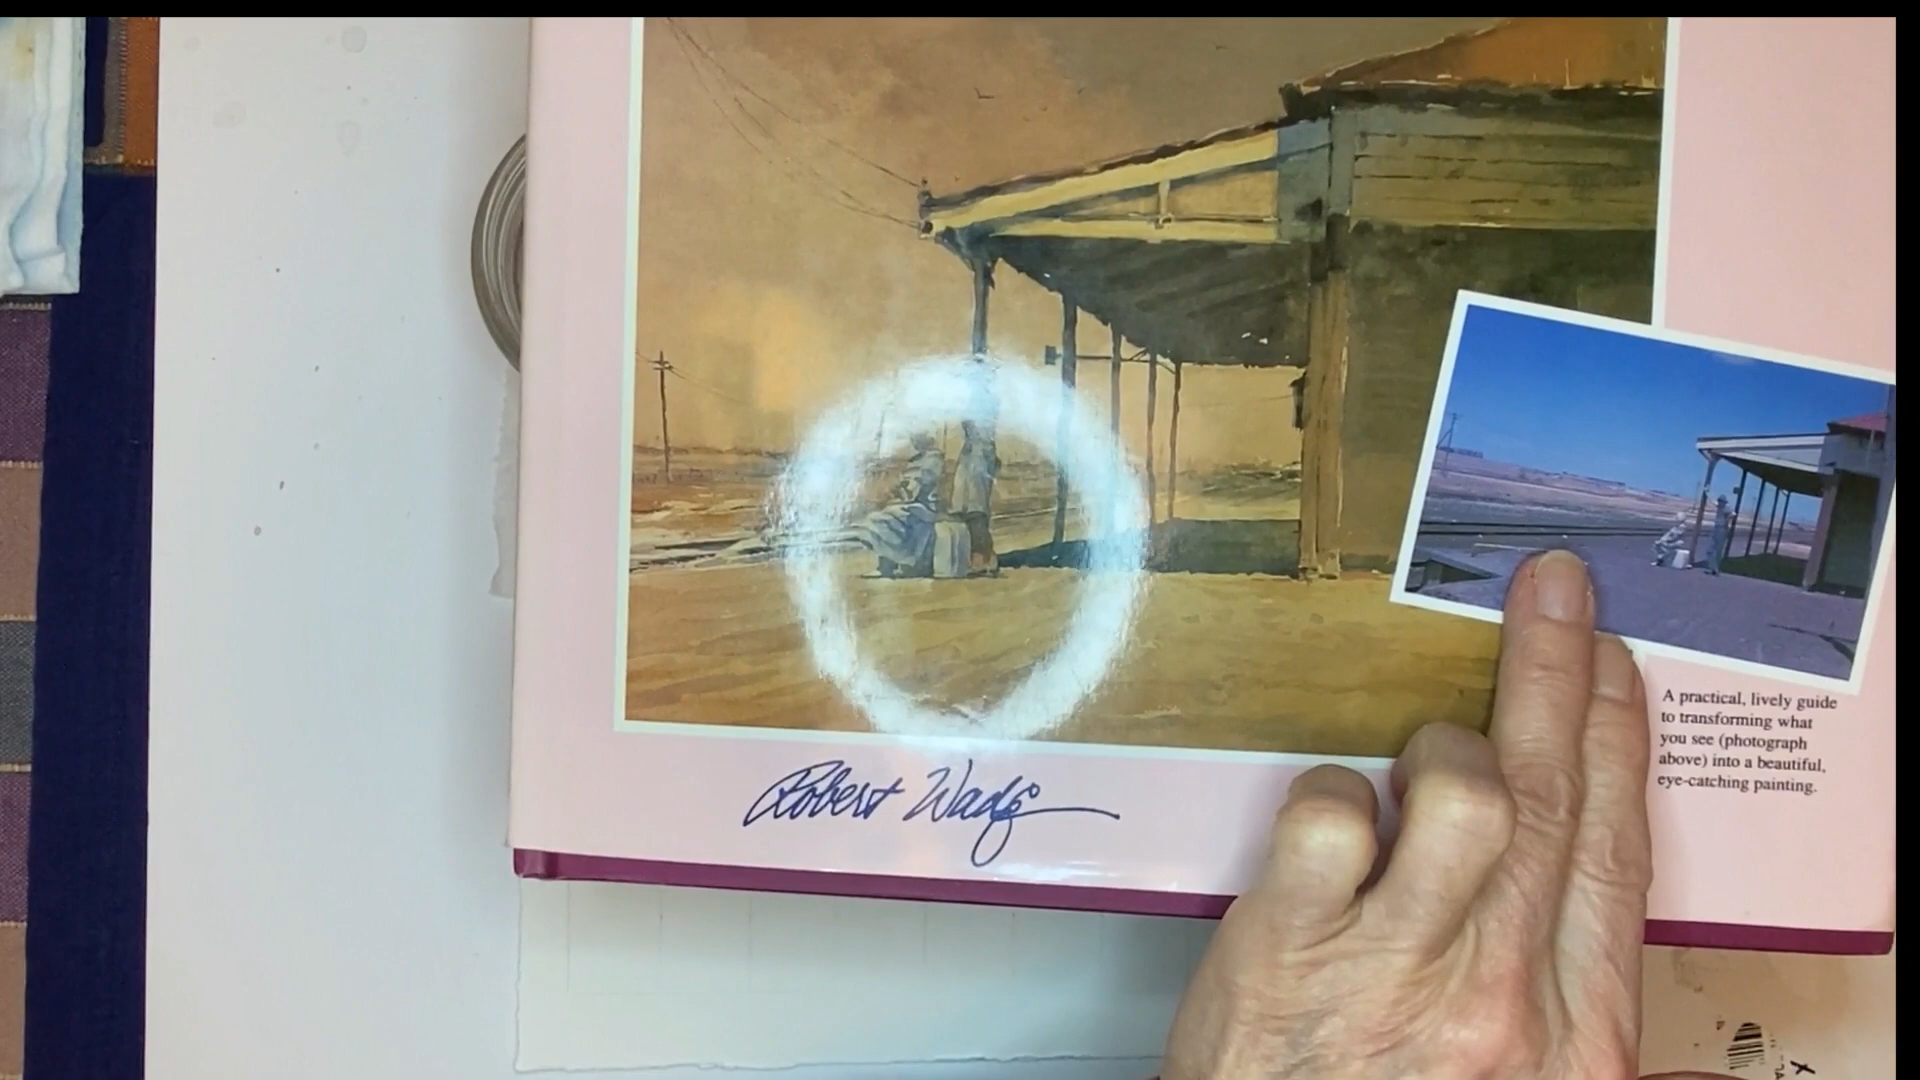 Robert Wade
A practical, lively guide
to transforming what
you see (photograph
above) into a beautiful,
eye-catching painting.